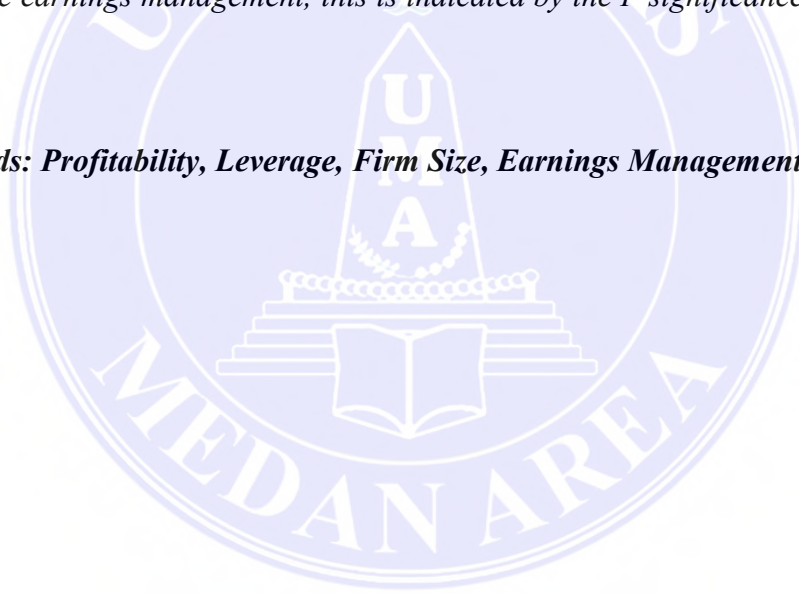 earnings management, this is indicated by the F significance
ds: Profitability, Leverage, Firm Size, Earnings Management
U
M
A
MEDAN AREA